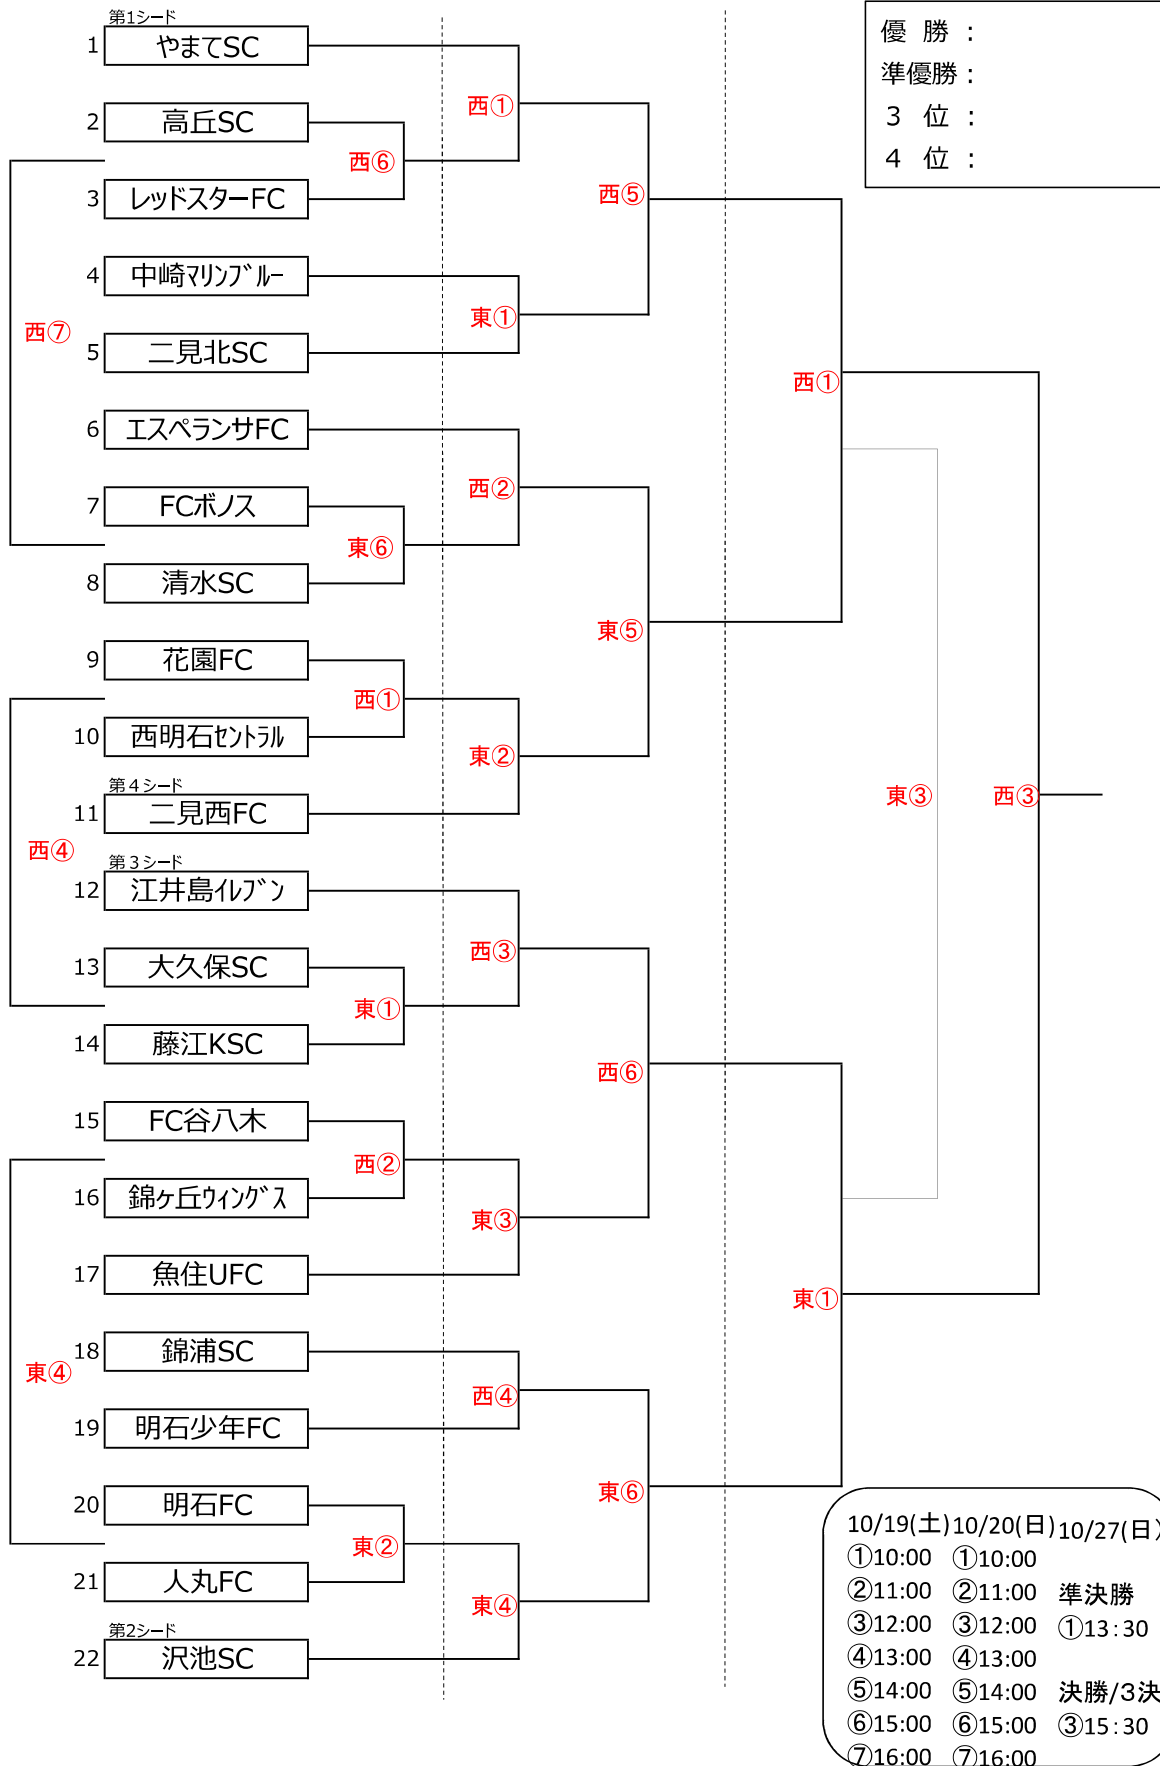 優 勝 :
準優勝 :
3 位 :
4 位 :
第1シード
1 やまてSC
西①
2 高丘SC
西⑥
3 レッドスターFC
西⑤
4 中崎ﾏﾘﾝﾌﾞﾙｰ
東①
西⑦
5 二見北SC
西①
6 エスペランサFC
西②
7 FCボノス
東⑥
8 清水SC
東⑤
9 花園FC
西①
10 西明石ｾﾝﾄﾗﾙ
東②
第４シード
11 二見西FC
東③
西③
西④
第３シード
12 江井島ｲﾚﾌﾞﾝ
西③
13 大久保SC
東①
14 藤江KSC
西⑥
15 FC谷八木
西②
16 錦ヶ丘ｳｨﾝｸﾞｽ
東③
17 魚住UFC
東①
18 錦浦SC
東④
西④
19 明石少年FC
東⑥
20 明石FC
東②
21 人丸FC
東④
第2シード
22 沢池SC
10/19(土) 10/20(日) 10/27(日)
①10:00 ①10:00
②11:00 ②11:00 準決勝
③12:00 ③12:00 ①13:30
④13:00 ④13:00
⑤14:00 ⑤14:00 決勝/3決
⑥15:00 ⑥15:00 ③15:30
⑦16:00 ⑦16:00